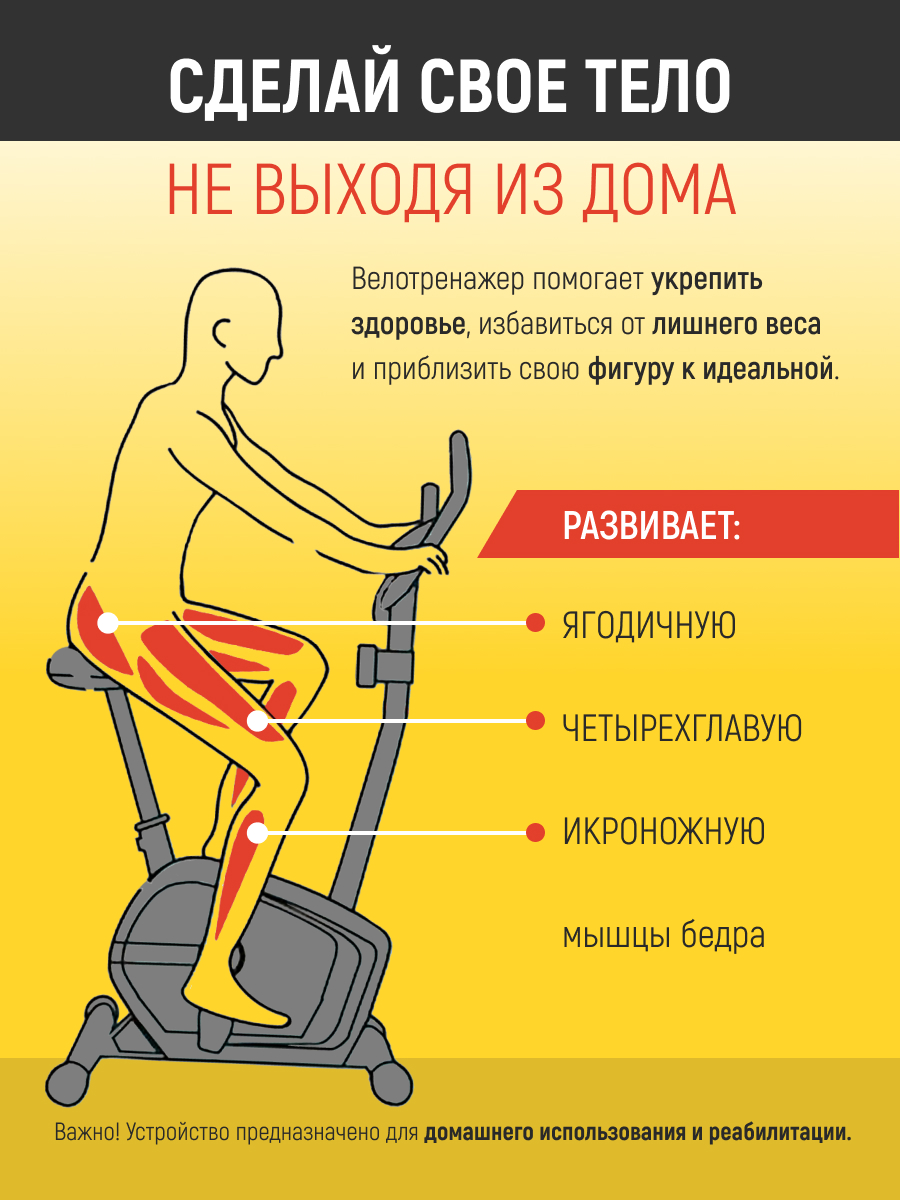 СДЕЛАЙ СВОЕ ТЕЛО
НЕ ВЫХОДЯ ИЗ ДОМА
Велотренажер помогает укрепить
здоровье, избавиться от лишнего веса
и приблизить свою фигуру к идеальной.
РАЗВИВАЕТ:
ЯГОДИЧНУЮ
ЧЕТЫРЕХГЛАВУЮ
ИКРОНОЖНУЮ
мышцы бедра
Важно! Устройство предназначено для домашнего использования и реабилитации.